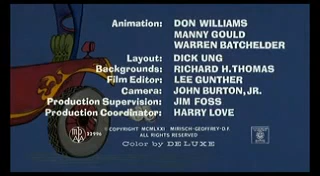 Animation: DON WILLIAMS
MANNY GOULD
WARREN BATCHELDER
Layout: DICK UNG
Backgrounds: RICHARD H. THOMAS
Film Editor: LEE GUNTHER
Camera: JOHN BURTON, JR.
Production Supervision: JIM FOSS
Production Coordinator: HARRY LOVE
©COPYRIGHT MCMLXXI MIRISCH-GEOFFREY-D.F.
ALL RIGHTS RESERVED
Color by DELUXE